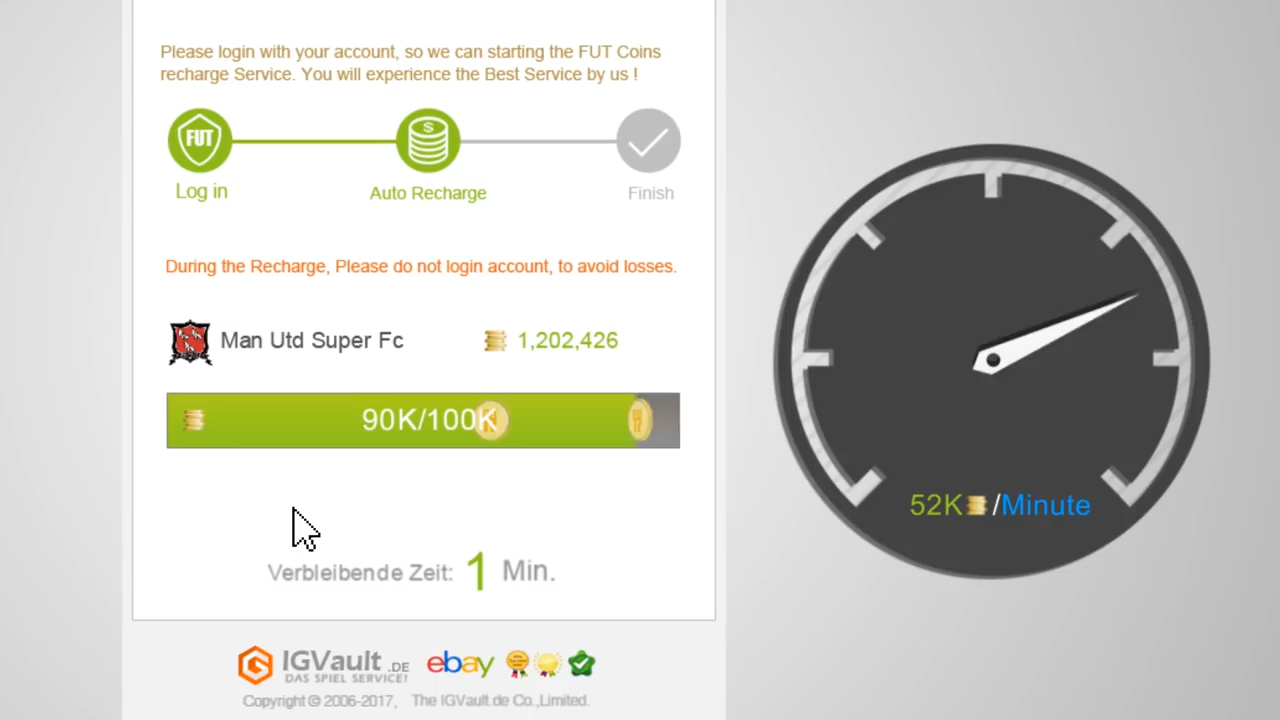 Please login with your account, so we can starting the FUT Coins
recharge Service. You will experience the Best Service by us !
FUT
$
Log in
Auto Recharge
Finish
During the Recharge, Please do not login account, to avoid losses.
Man Utd Super Fc
1,202,426
90K/100K
52K/Minute
Verbleibende Zeit: 1 Min.
IGVault.DE
DAS SPIEL SERVICE!
ebay
Copyright © 2006-2017, The IGVault.de Co.,Limited.